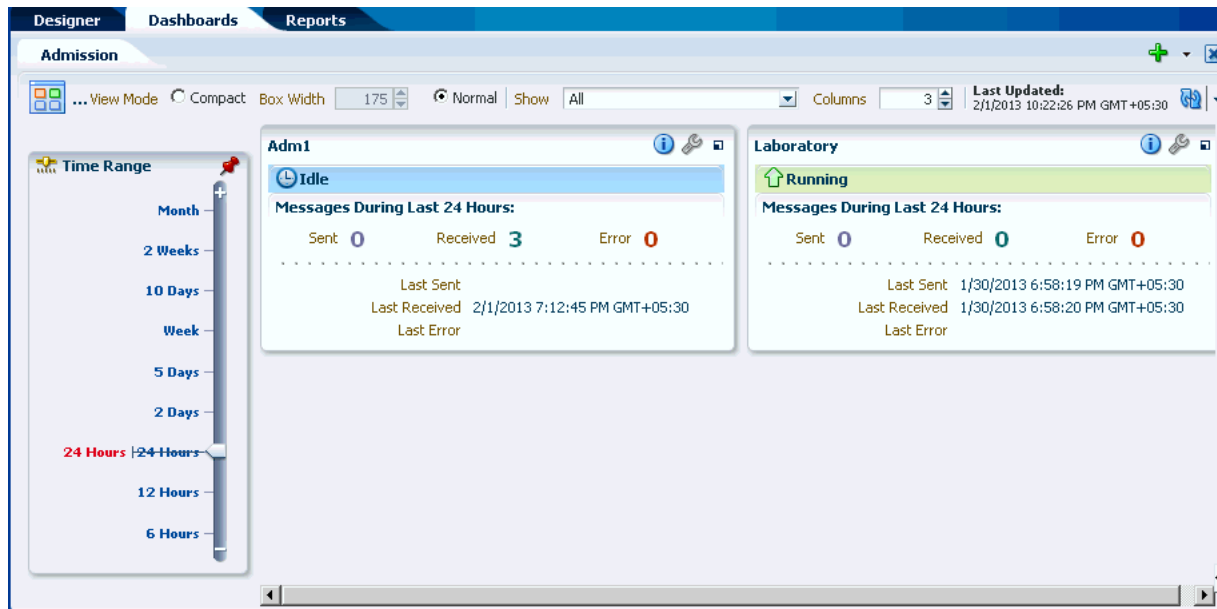 Designer Dashboards Reports
Admission
... View Mode Compact Box Width 175 Normal Show All Columns 3 Last Updated:
2/1/2013 10:22:26 PM GMT+05:30
Time Range
Month
2 Weeks
10 Days
Week
5 Days
2 Days
24 Hours 24 Hours
12 Hours
6 Hours
Adm1
Idle
Messages During Last 24 Hours:
Sent 0 Received 3 Error 0
Last Sent
Last Received 2/1/2013 7:12:45 PM GMT+05:30
Last Error
Laboratory
Running
Messages During Last 24 Hours:
Sent 0 Received 0 Error 0
Last Sent 1/30/2013 6:58:19 PM GMT+05:30
Last Received 1/30/2013 6:58:20 PM GMT+05:30
Last Error